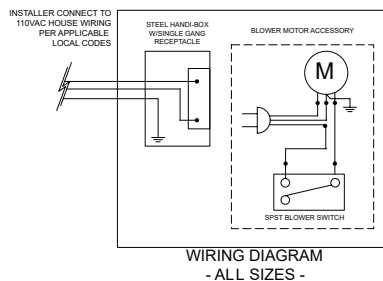 INSTALLER CONNECT TO
110VAC HOUSE WIRING
PER APPLICABLE
LOCAL CODES
STEEL HANDI-BOX
W/SINGLE GANG
RECEPTACLE
BLOWER MOTOR ACCESSORY
M
SPST BLOWER SWITCH
WIRING DIAGRAM
- ALL SIZES -